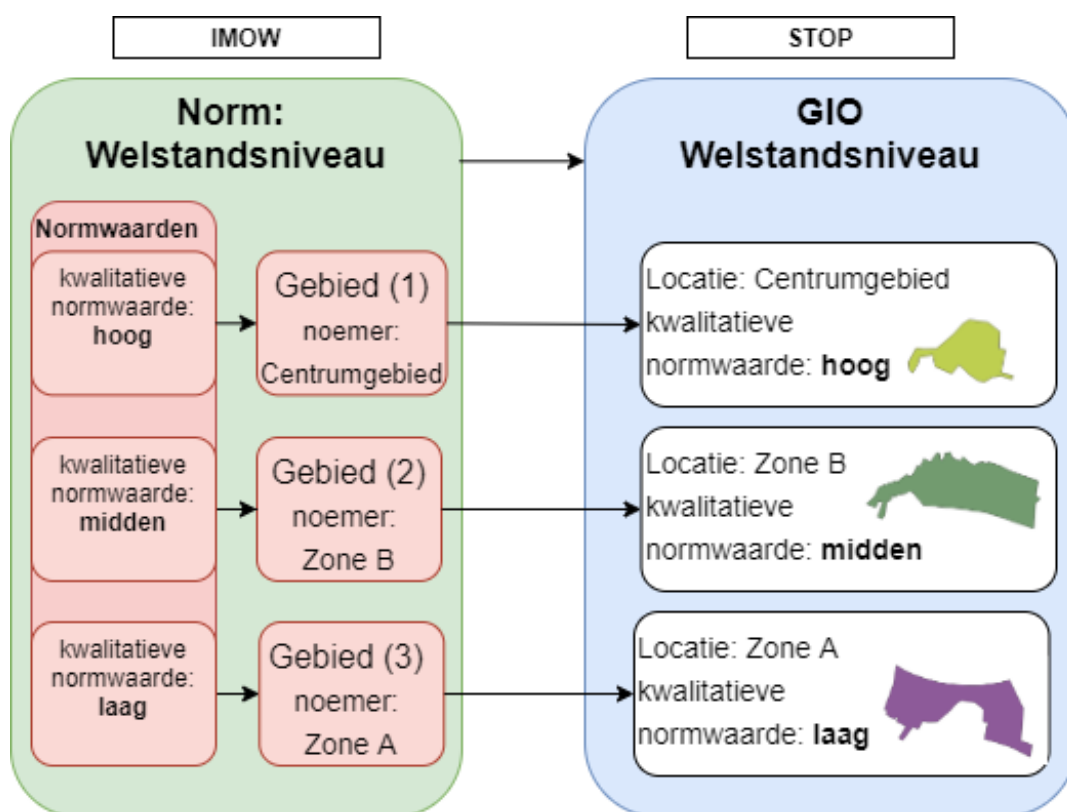 IMOW
STOP
Norm:
Welstandsniveau
Normwaarden
kwalitatieve
normwaarde:
hoog
Gebied (1)
noemer:
Centrumgebied
kwalitatieve
normwaarde:
midden
Gebied (2)
noemer:
Zone B
kwalitatieve
normwaarde:
laag
Gebied (3)
noemer:
Zone A
GIO
Welstandsniveau
Locatie: Centrumgebied
kwalitatieve
normwaarde: hoog
Locatie: Zone B
kwalitatieve
normwaarde: midden
Locatie: Zone A
kwalitatieve
normwaarde: laag